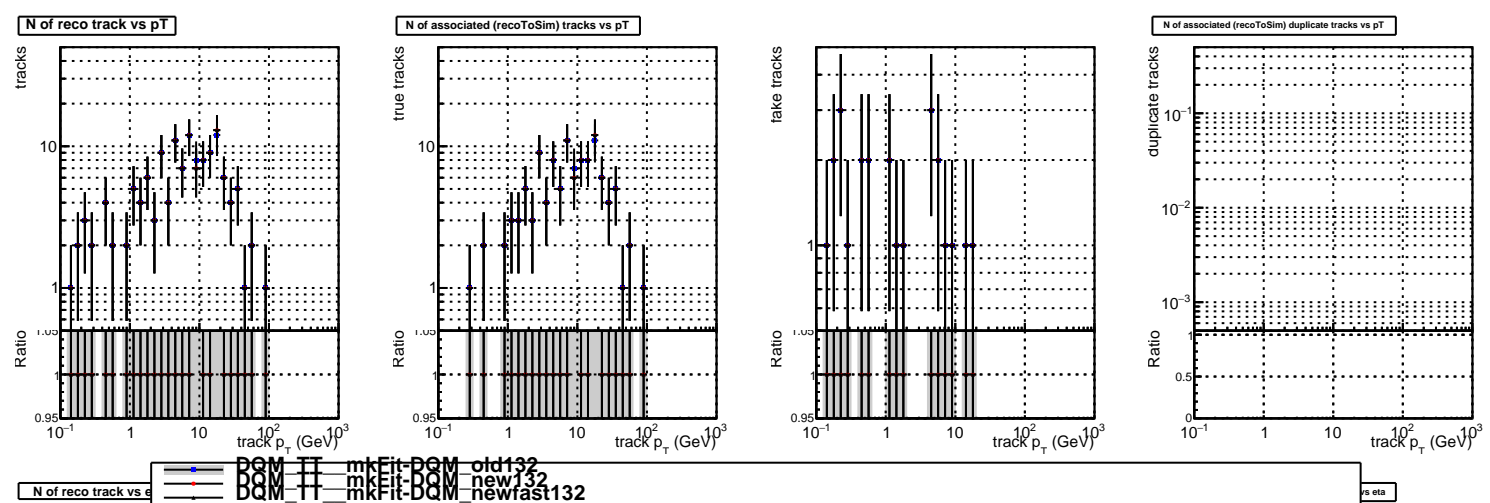 N of reco track vs pT
N of associated (recoToSim) tracks vs pT
N of associated (recoToSim) duplicate tracks vs pT
tracks
10
1
Ratio
1.05
1
0.95
10⁻¹ 1 10 10² 10³
track p_T (GeV)
true tracks
10
1
Ratio
1.05
1
0.95
10⁻¹ 1 10 10² 10³
track p_T (GeV)
fake tracks
1
Ratio
1.05
1
0.95
10⁻¹ 1 10 10² 10³
track p_T (GeV)
duplicate tracks
10⁻¹
10⁻²
10⁻³
Ratio
1
0.5
0
10⁻¹ 1 10 10² 10³
track p_T (GeV)
DQM_TT__mkFit-DQM_old132
DQM_TT__mkFit-DQM_new132
DQM_TT__mkFit-DQM_newfast132
N of reco track vs e
vs eta